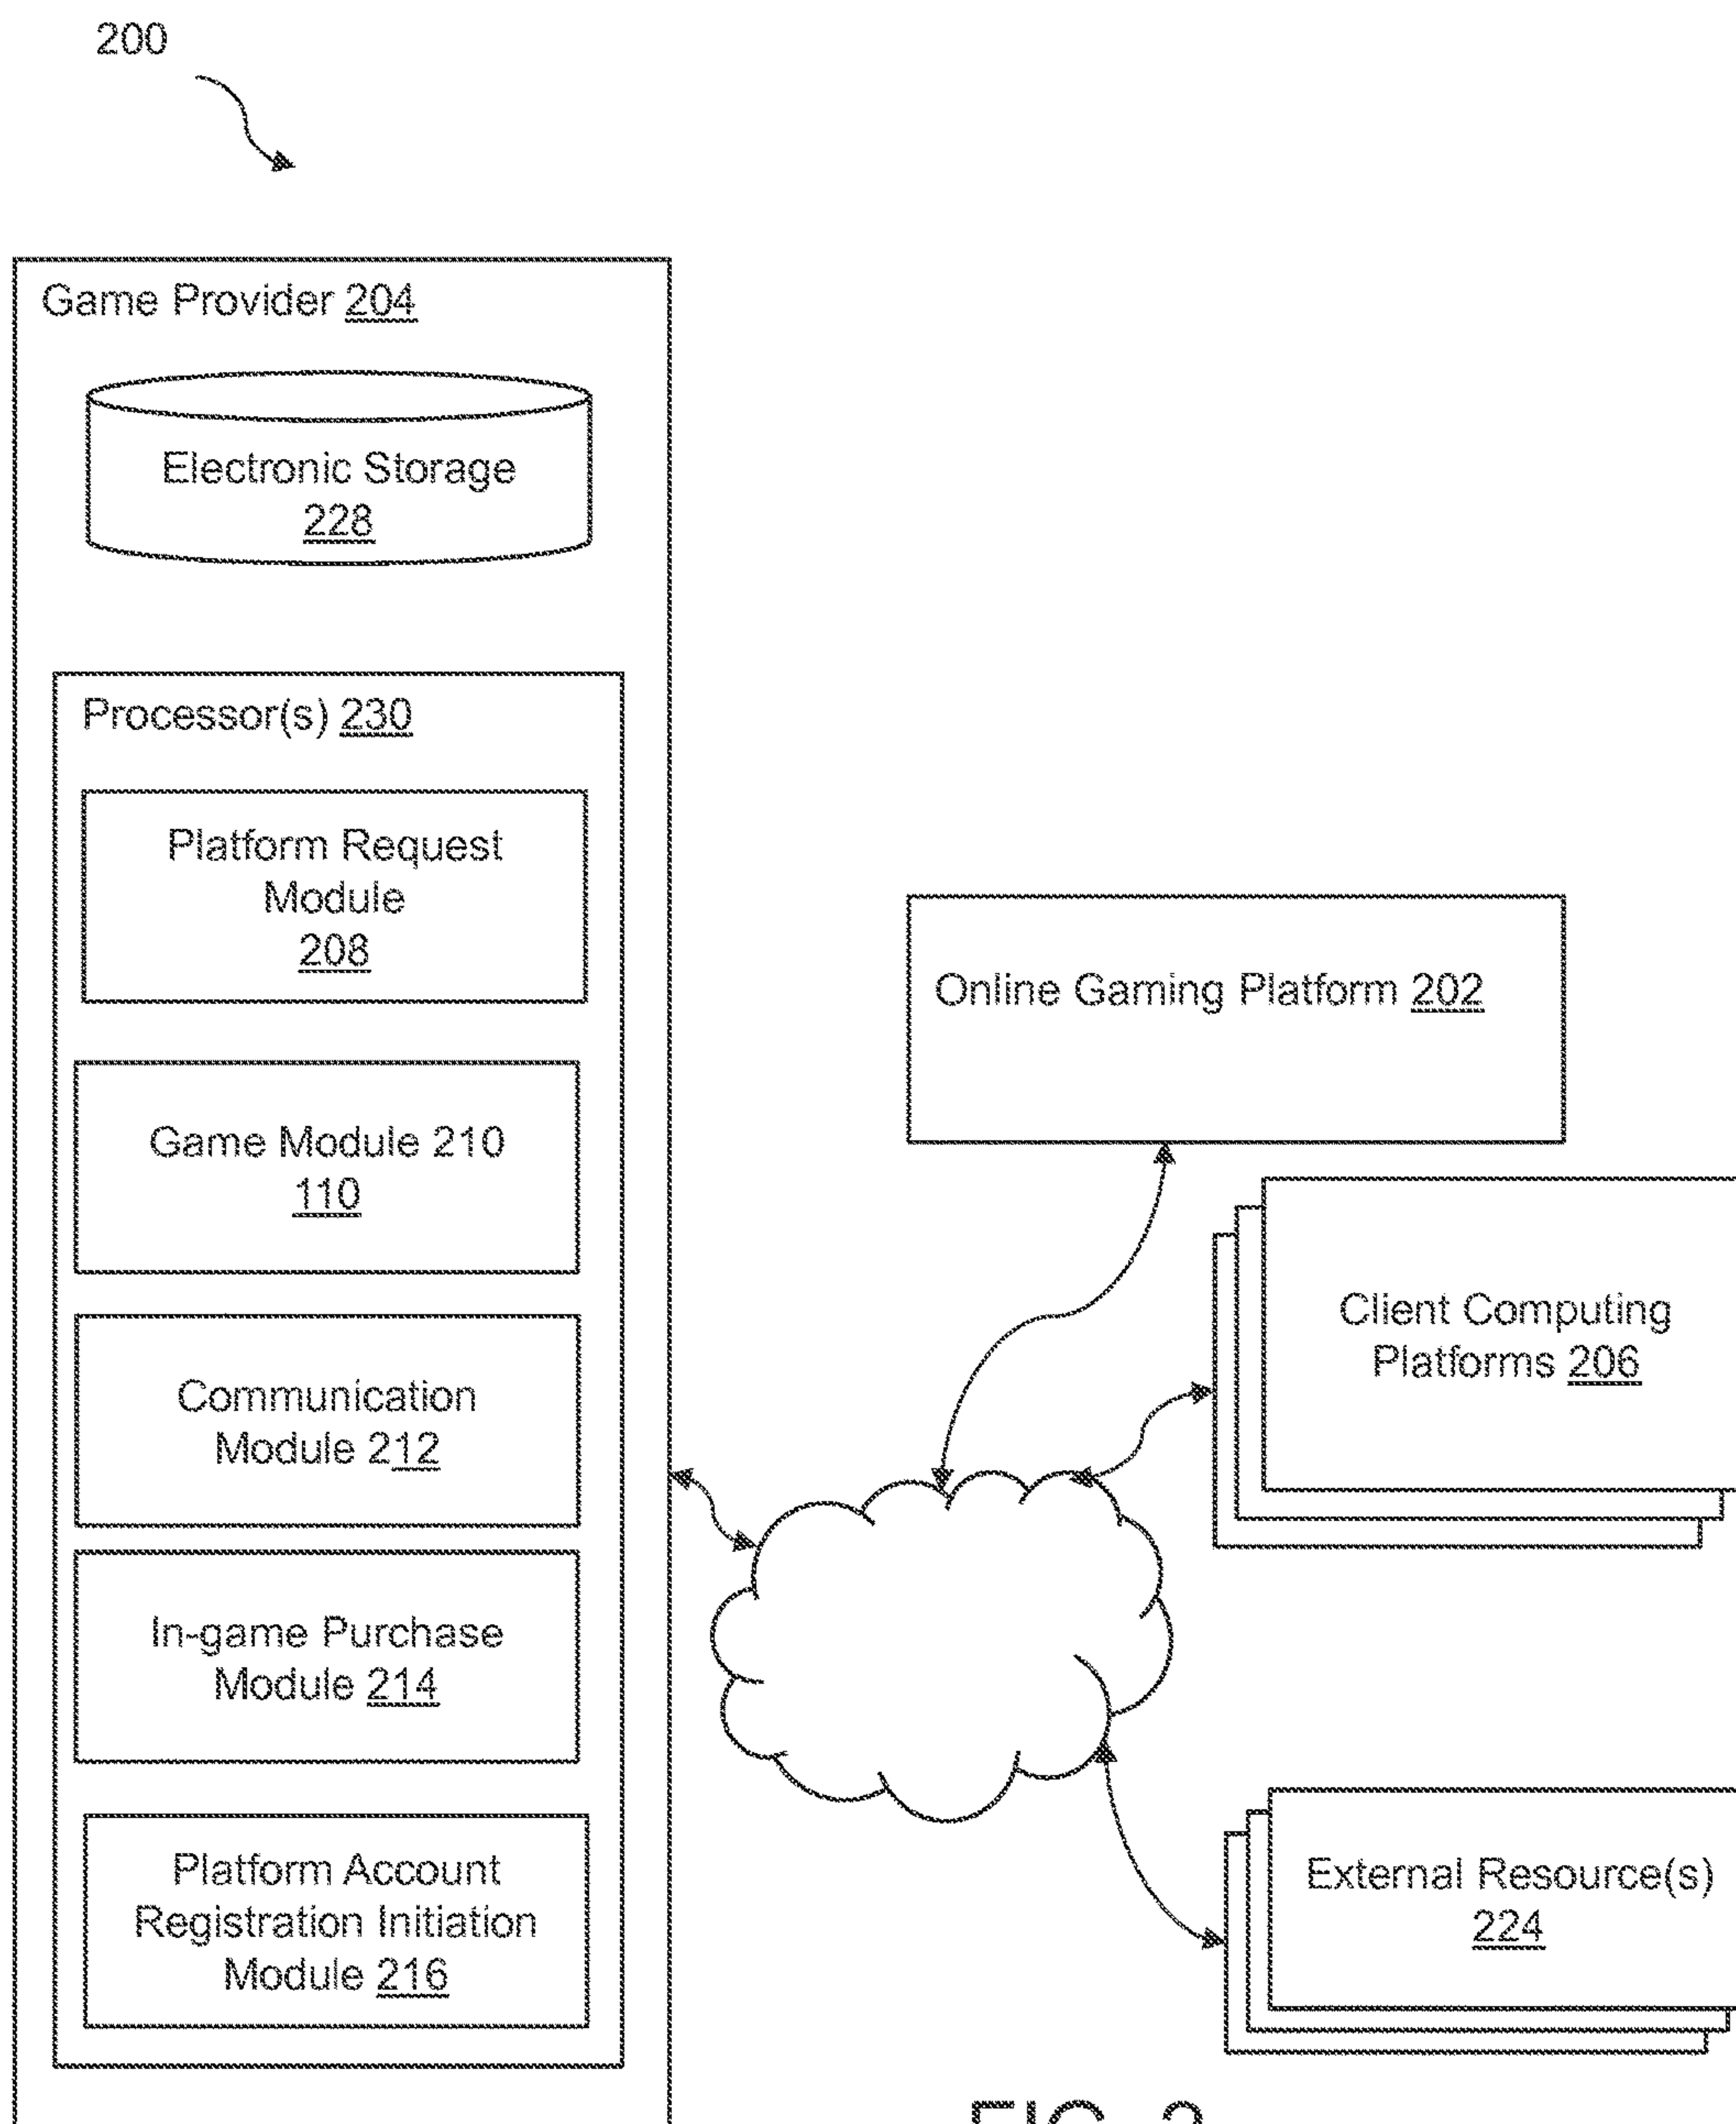 200
Game Provider 204
Electronic Storage
228
Processor(s) 230
Platform Request
Module
208
Game Module 210
110
Communication
Module 212
In-game Purchase
Module 214
Platform Account
Registration Initiation
Module 216
Online Gaming Platform 202
Client Computing
Platforms 206
External Resource(s)
224
FIG. 2